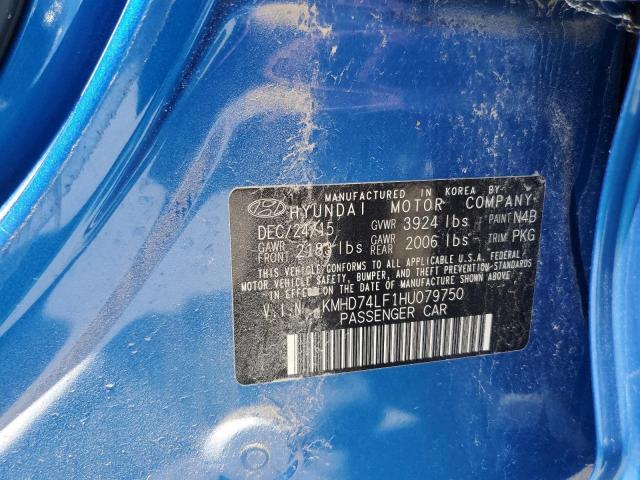 MANUFACTURED IN KOREA BY
HYUNDAI MOTOR COMPANY
DEC/24/15 GVWR 3924 lbs PAINT N4B
GAWR FRONT 2183 lbs GAWR REAR 2006 lbs TRIM PKG
THIS VEHICLE CONFORMS TO ALL APPLICABLE U.S.A. FEDERAL
MOTOR VEHICLE SAFETY, BUMPER, AND THEFT PREVENTION STANDARDS
IN EFFECT ON THE DATE OF MANUFACTURE SHOWN ABOVE
V.I.N: KMHD74LF1HU079750
PASSENGER CAR